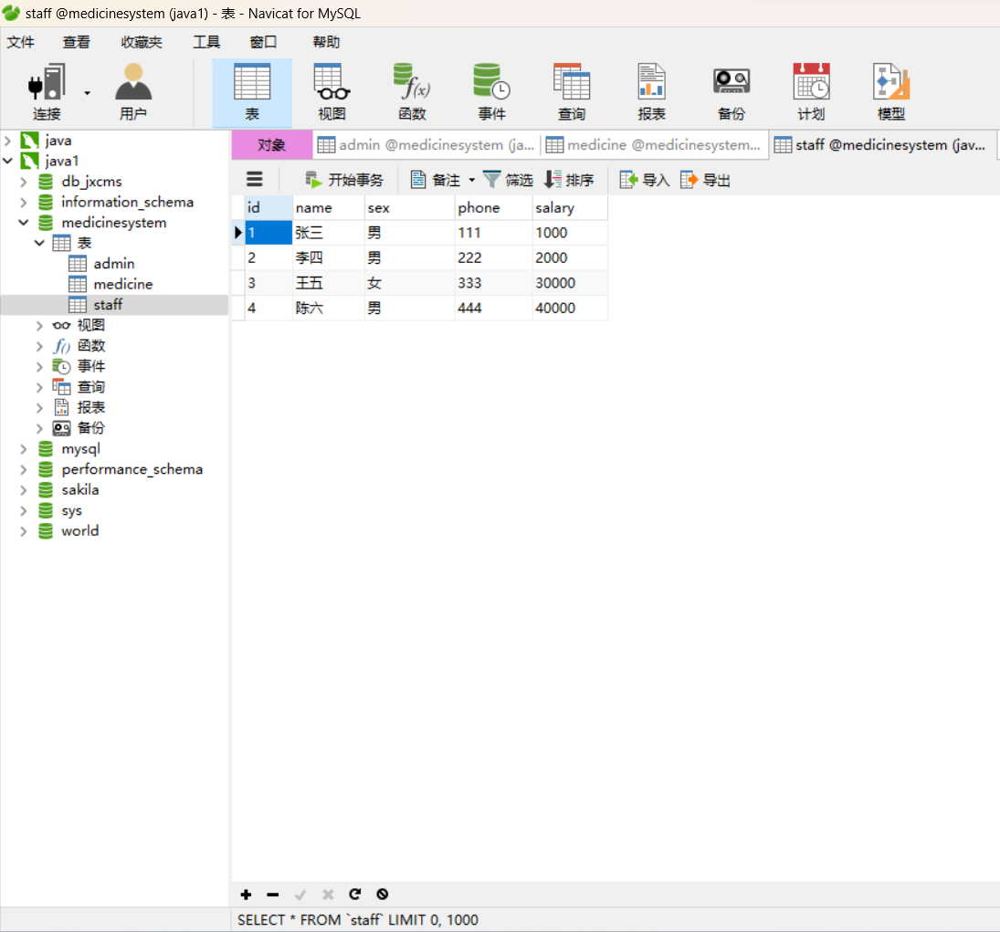 staff @medicinesystem (java1) - 表 - Navicat for MySQL
文件 查看 收藏夹 工具 窗口 帮助
连接 用户 表 视图 f(x) 函数 事件 查询 报表 备份 计划 模型
java
java1
db_jxcms
information_schema
medicinesystem
表
admin
medicine
staff
视图
f() 函数
事件
查询
报表
备份
mysql
performance_schema
sakila
sys
world
对象 admin @medicinesystem (ja... medicine @medicinesystem... staff @medicinesystem (jav...
开始事务 备注 筛选 排序 导入 导出
id name sex phone salary
1 张三 男 111 1000
2 李四 男 222 2000
3 王五 女 333 30000
4 陈六 男 444 40000
SELECT * FROM `staff` LIMIT 0, 1000